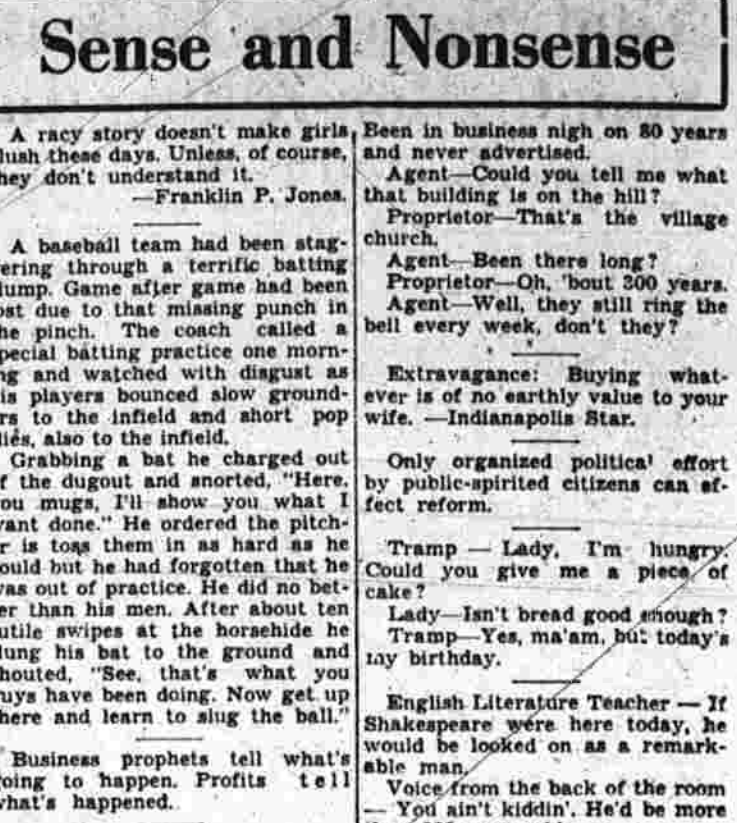 Sense and Nonsense
A racy story doesn't make girls
lush these days. Unless, of course,
hey don't understand it.
—Franklin P. Jones.
A baseball team had been stag-
ering through a terrific batting
lump. Game after game had been
ost due to that missing punch in
he pinch. The coach called a
pecial batting practice one morn-
ng and watched with disgust as
is players bounced slow ground-
rs to the infield and short pop
lies, also to the infield.
Grabbing a bat he charged out
f the dugout and snorted, "Here,
ou mugs, I'll show you what I
vant done." He ordered the pitch-
r is toss them in as hard as he
ould but he had forgotten that he
vas out of practice. He did no bet-
er than his men. After about ten
utile swipes at the horsehide he
lung his bat to the ground and
houted, "See, that's what you
uys have been doing. Now get up
here and learn to slug the ball."
Business prophets tell what's
oing to happen. Profits tell
vhat's happened.
Been in business nigh on 80 years
and never advertised.
Agent—Could you tell me what
that building is on the hill?
Proprietor—That's the village
church.
Agent—Been there long?
Proprietor—Oh, 'bout 300 years.
Agent—Well, they still ring the
bell every week, don't they?
Extravagance: Buying what-
ever is of no earthly value to your
wife. —Indianapolis Star.
Only organized political effort
by public-spirited citizens can ef-
fect reform.
Tramp — Lady, I'm hungry.
Could you give me a piece of
cake?
Lady—Isn't bread good enough?
Tramp—Yes, ma'am, but today's
my birthday.
English Literature Teacher — If
Shakespeare were here today, he
would be looked on as a remark-
able man.
Voice from the back of the room
— You ain't kiddin'. He'd be more